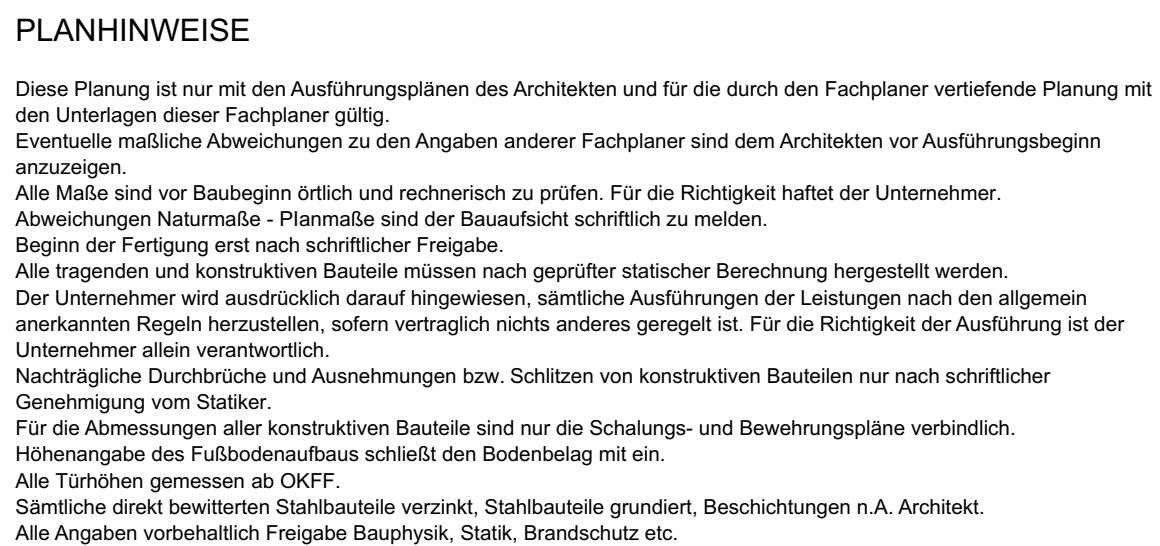 PLANHINWEISE
Diese Planung ist nur mit den Ausführungsplänen des Architekten und für die durch den Fachplaner vertiefende Planung mit
den Unterlagen dieser Fachplaner gültig.
Eventuelle maßliche Abweichungen zu den Angaben anderer Fachplaner sind dem Architekten vor Ausführungsbeginn
anzuzeigen.
Alle Maße sind vor Baubeginn örtlich und rechnerisch zu prüfen. Für die Richtigkeit haftet der Unternehmer.
Abweichungen Naturmaße - Planmaße sind der Bauaufsicht schriftlich zu melden.
Beginn der Fertigung erst nach schriftlicher Freigabe.
Alle tragenden und konstruktiven Bauteile müssen nach geprüfter statischer Berechnung hergestellt werden.
Der Unternehmer wird ausdrücklich darauf hingewiesen, sämtliche Ausführungen der Leistungen nach den allgemein
anerkannten Regeln herzustellen, sofern vertraglich nichts anderes geregelt ist. Für die Richtigkeit der Ausführung ist der
Unternehmer allein verantwortlich.
Nachträgliche Durchbrüche und Ausnehmungen bzw. Schlitzen von konstruktiven Bauteilen nur nach schriftlicher
Genehmigung vom Statiker.
Für die Abmessungen aller konstruktiven Bauteile sind nur die Schalungs- und Bewehrungspläne verbindlich.
Höhenangabe des Fußbodenaufbaus schließt den Bodenbelag mit ein.
Alle Türhöhen gemessen ab OKFF.
Sämtliche direkt bewitterten Stahlbauteile verzinkt, Stahlbauteile grundiert, Beschichtungen n.A. Architekt.
Alle Angaben vorbehaltlich Freigabe Bauphysik, Statik, Brandschutz etc.